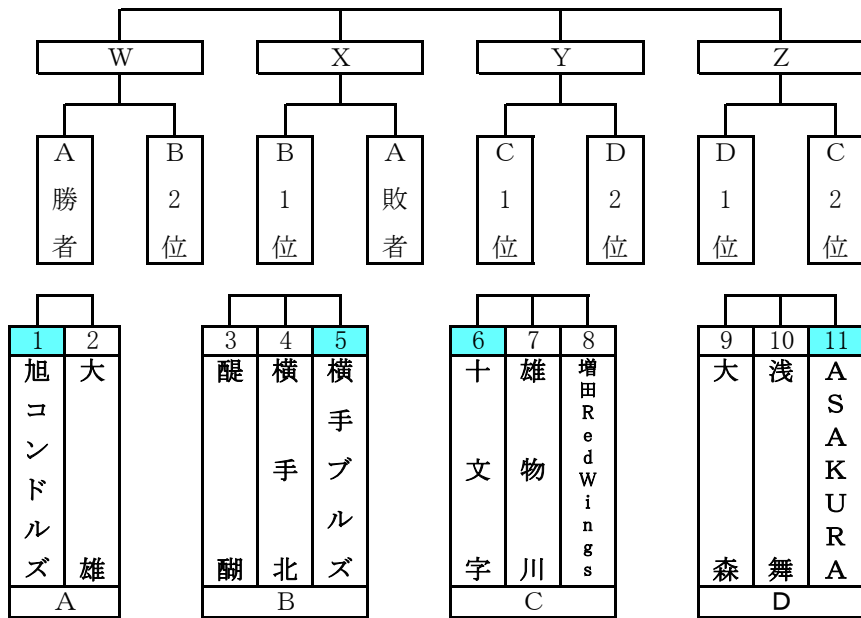 W X Y Z
A勝者 B2位 B1位 A敗者 C1位 D2位 D1位 C2位
1 2 3 4 5 6 7 8 9 10 11
旭コンドルズ 大雄 醍醐 横手北 横手ブルズ 十文字 雄物川 増田RedWings 大森 浅舞 ASAKURA
A B C D